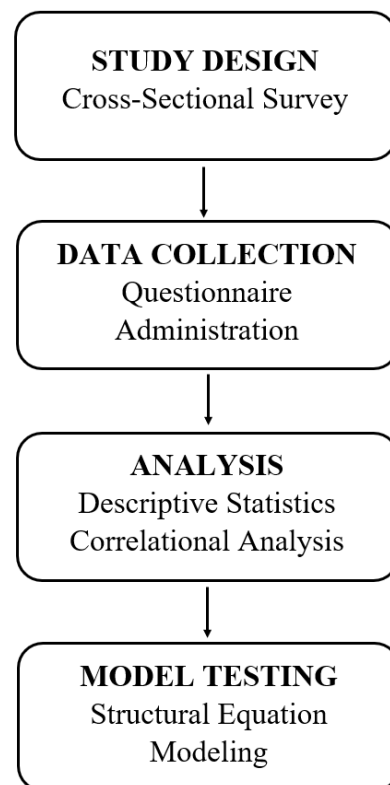 STUDY DESIGN
Cross-Sectional Survey
DATA COLLECTION
Questionnaire
Administration
ANALYSIS
Descriptive Statistics
Correlational Analysis
MODEL TESTING
Structural Equation
Modeling